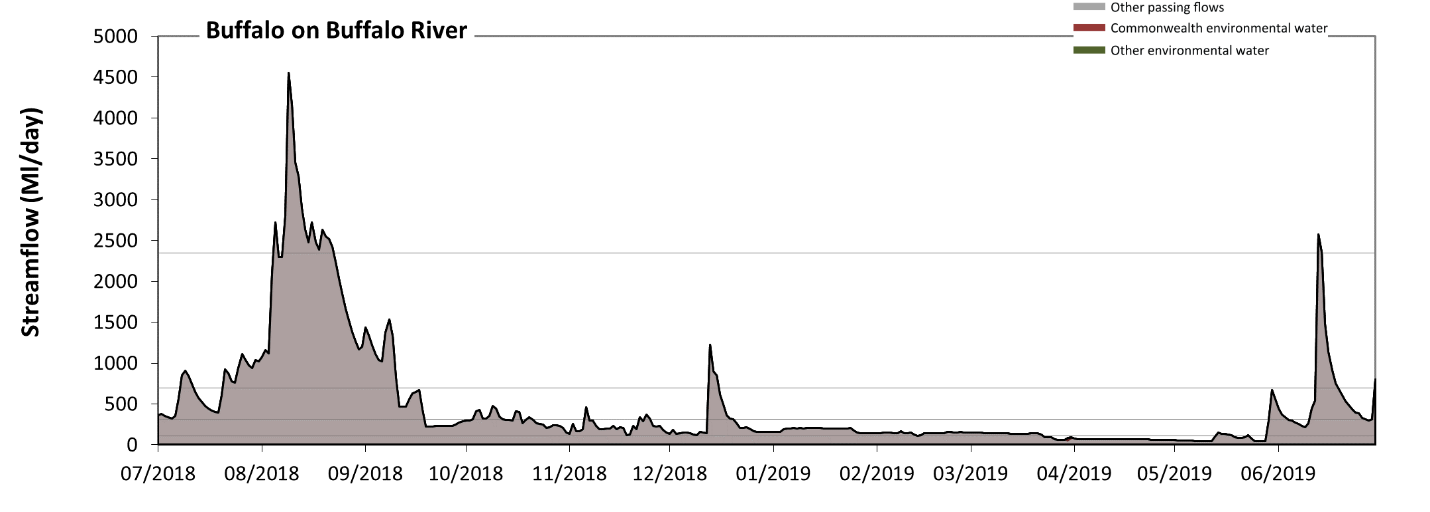 Other passing flows
Buffalo on Buffalo River
Commonwealth environmental water
Other environmental water
Streamflow (Ml/day)
5000
4500
4000
3500
3000
2500
2000
1500
1000
500
0
07/2018 08/2018 09/2018 10/2018 11/2018 12/2018 01/2019 02/2019 03/2019 04/2019 05/2019 06/2019